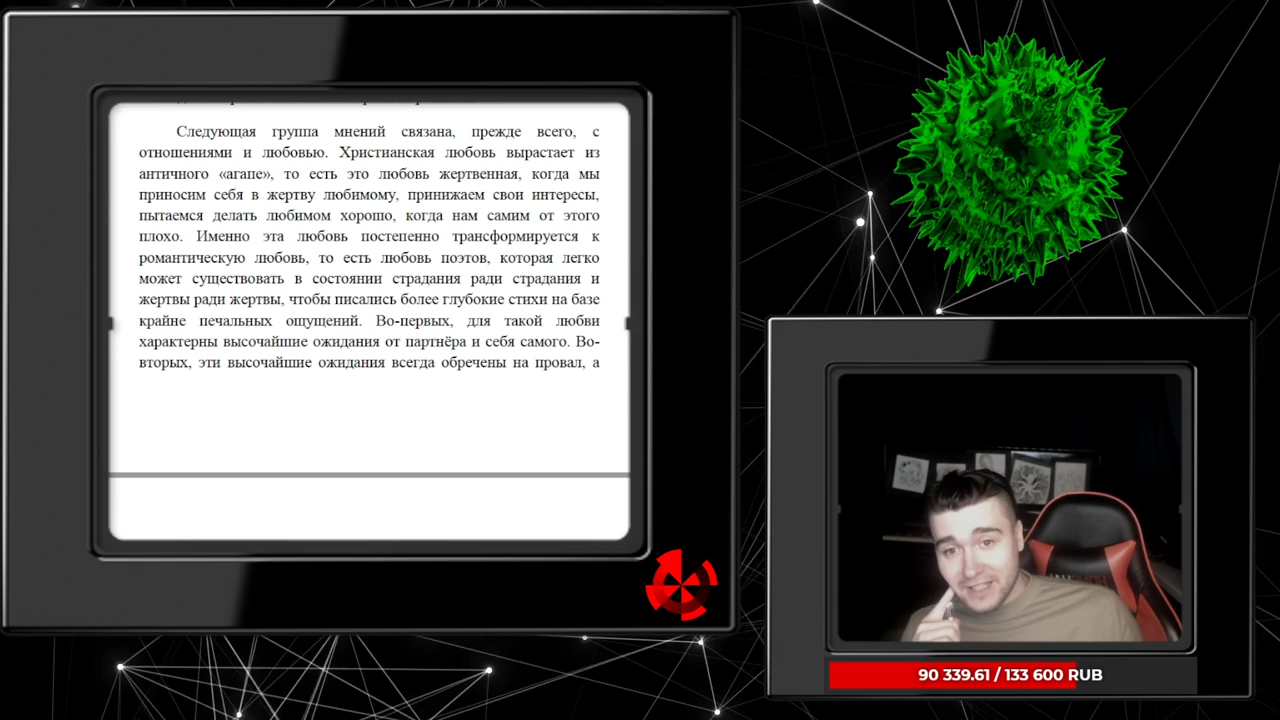 Следующая группа мнений связана, прежде всего, с
отношениями и любовью. Христианская любовь вырастает из
античного «агапе», то есть это любовь жертвенная, когда мы
приносим себя в жертву любимому, принижаем свои интересы,
пытаемся делать любимом хорошо, когда нам самим от этого
плохо. Именно эта любовь постепенно трансформируется к
романтическую любовь, то есть любовь поэтов, которая легко
может существовать в состоянии страдания ради страдания и
жертвы ради жертвы, чтобы писались более глубокие стихи на базе
крайне печальных ощущений. Во-первых, для такой любви
характерны высочайшие ожидания от партнёра и себя самого. Во-
вторых, эти высочайшие ожидания всегда обречены на провал, а
90 339.61 / 133 600 RUB